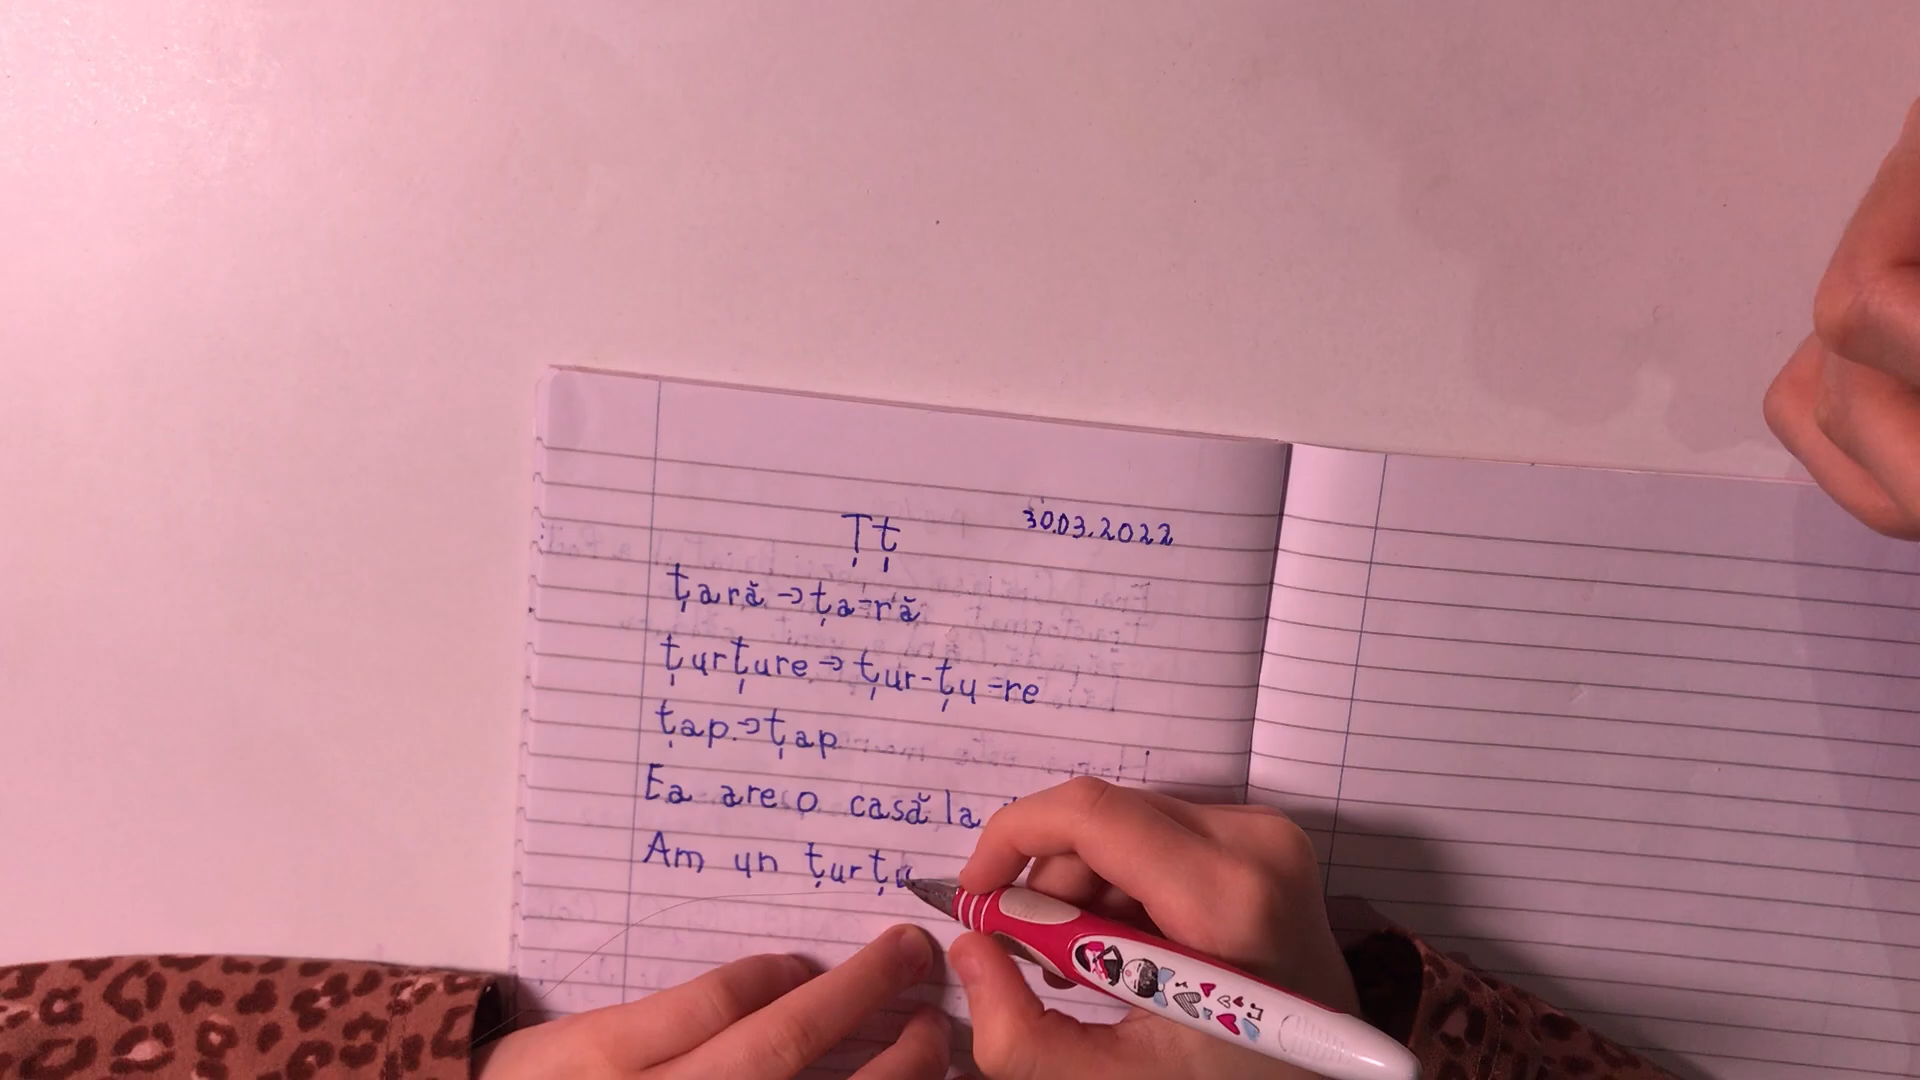 Țț 30.03.2022
țară → ța-ră
țurțure → țur-țu-re
țap. → țap
Ea are o casă la
Am un țurțu